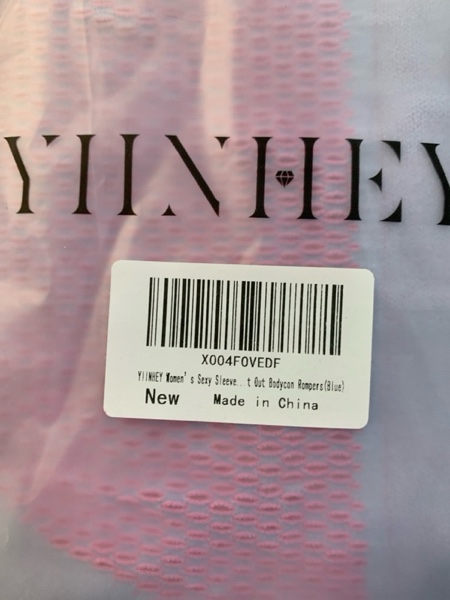 YIINHEY
X004F0VEDF
YIINHEY Women's Sexy Sleeve...t Out Bodycon Rompers(Blue)
New Made in China